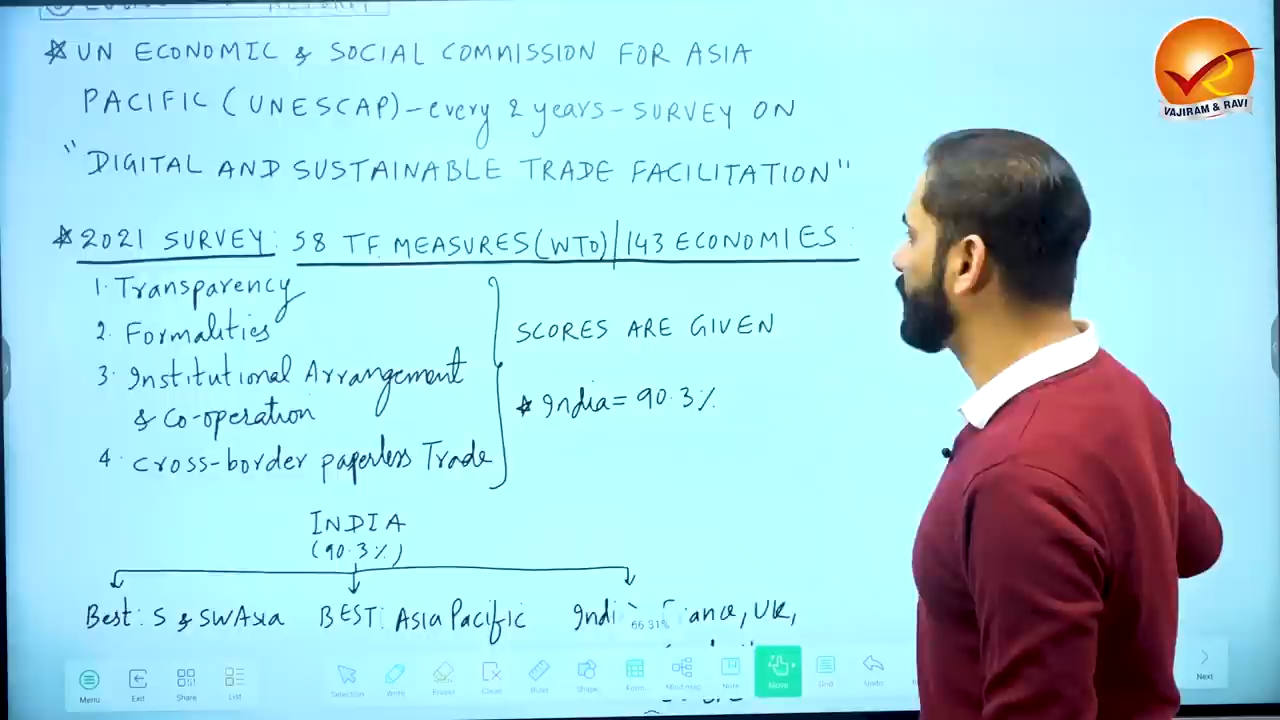 VAJIRAM & RAVI
* UN ECONOMIC & SOCIAL COMMISSION FOR ASIA
PACIFIC (UNESCAP) - every 2 years - SURVEY ON
"DIGITAL AND SUSTAINABLE TRADE FACILITATION"
* 2021 SURVEY: 58 TF MEASURES (WTO) / 143 ECONOMIES:
1. Transparency
2. Formalities
3. Institutional Arrangement
& Co-operation
4. Cross-border paperless Trade
SCORES ARE GIVEN
* India = 90.3%
INDIA
(90.3%)
Best: S & SW Asia BEST: Asia Pacific UK,
66.31%
Menu Exit Share List Selection Write Eraser Clear Ruler Shape Form Mind map Note Move Grid Undo Next